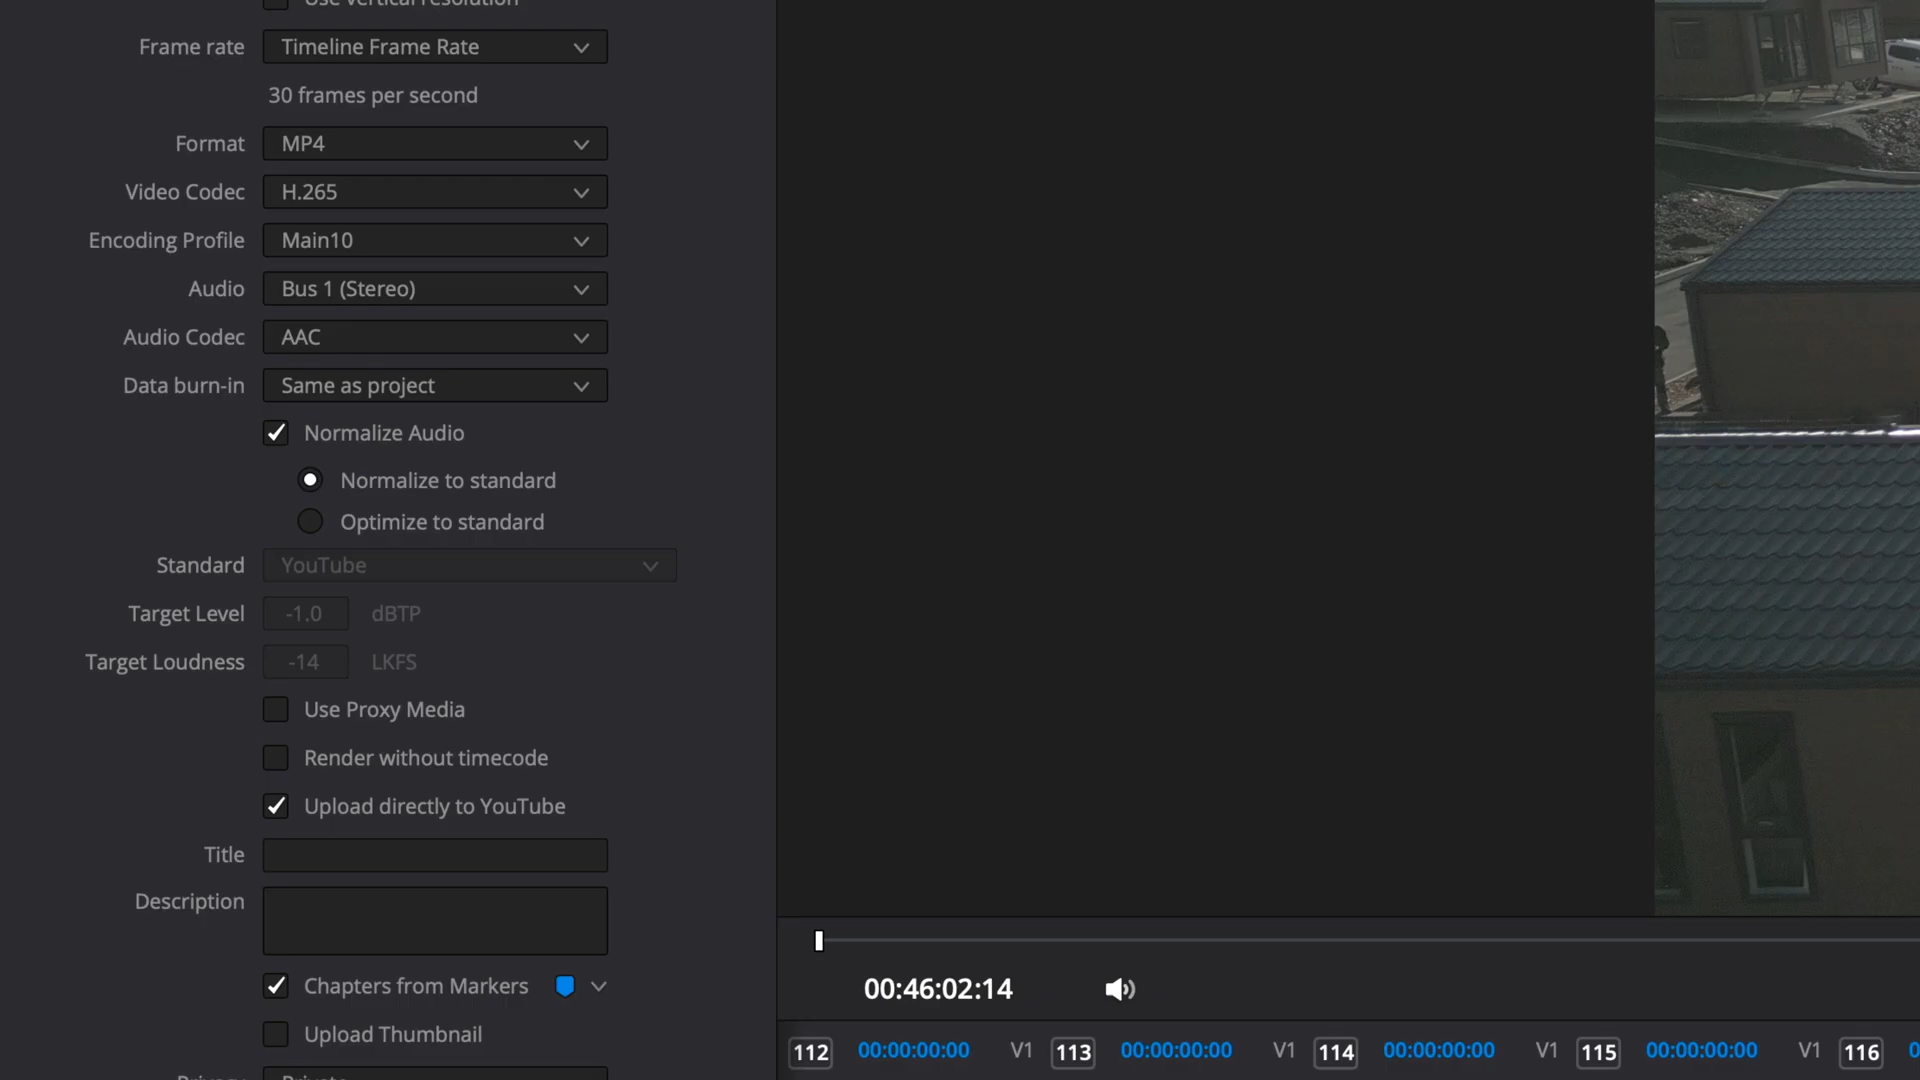 Use vertical resolution
Frame rate Timeline Frame Rate
30 frames per second
Format MP4
Video Codec H.265
Encoding Profile Main10
Audio Bus 1 (Stereo)
Audio Codec AAC
Data burn-in Same as project
Normalize Audio
Normalize to standard
Optimize to standard
Standard YouTube
Target Level -1.0 dBTP
Target Loudness -14 LKFS
Use Proxy Media
Render without timecode
Upload directly to YouTube
Title
Description
Chapters from Markers
Upload Thumbnail
Privacy Private
00:46:02:14
112 00:00:00:00 V1 113 00:00:00:00 V1 114 00:00:00:00 V1 115 00:00:00:00 V1 116